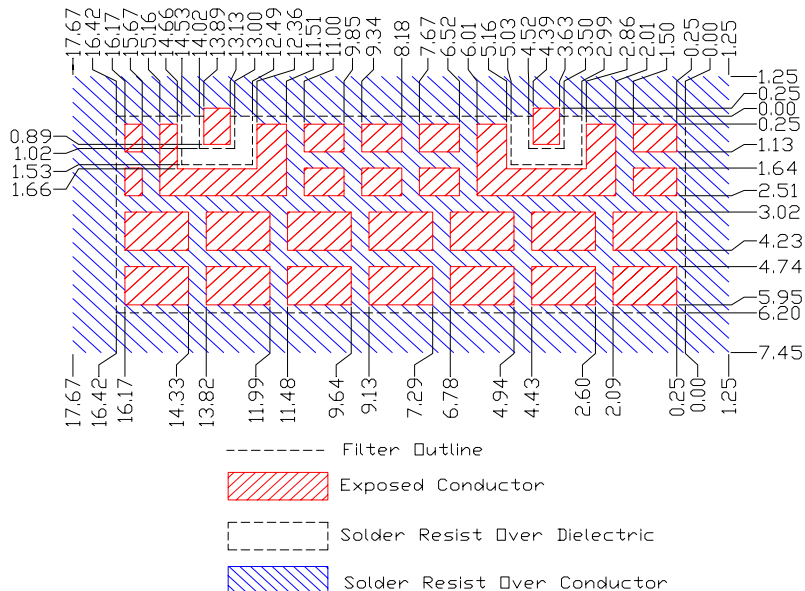 17.67 16.42 16.17 15.67 15.16 14.66 14.53 14.02 13.89 13.13 13.00 12.49 12.36 11.51 11.00 9.85 9.34 8.18 7.67 6.52 6.01 5.16 5.03 4.52 4.39 3.63 3.50 2.99 2.86 2.01 1.50 0.25 0.00 1.25
1.25
0.25
0.00
0.25
1.13
1.64
2.51
3.02
4.23
4.74
5.95
6.20
7.45
0.89
1.02
1.53
1.66
17.67 16.42 16.17 14.33 13.82 11.99 11.48 9.64 9.13 7.29 6.78 4.94 4.43 2.60 2.09 0.25 0.00 1.25
Filter Outline
Exposed Conductor
Solder Resist Over Dielectric
Solder Resist Over Conductor